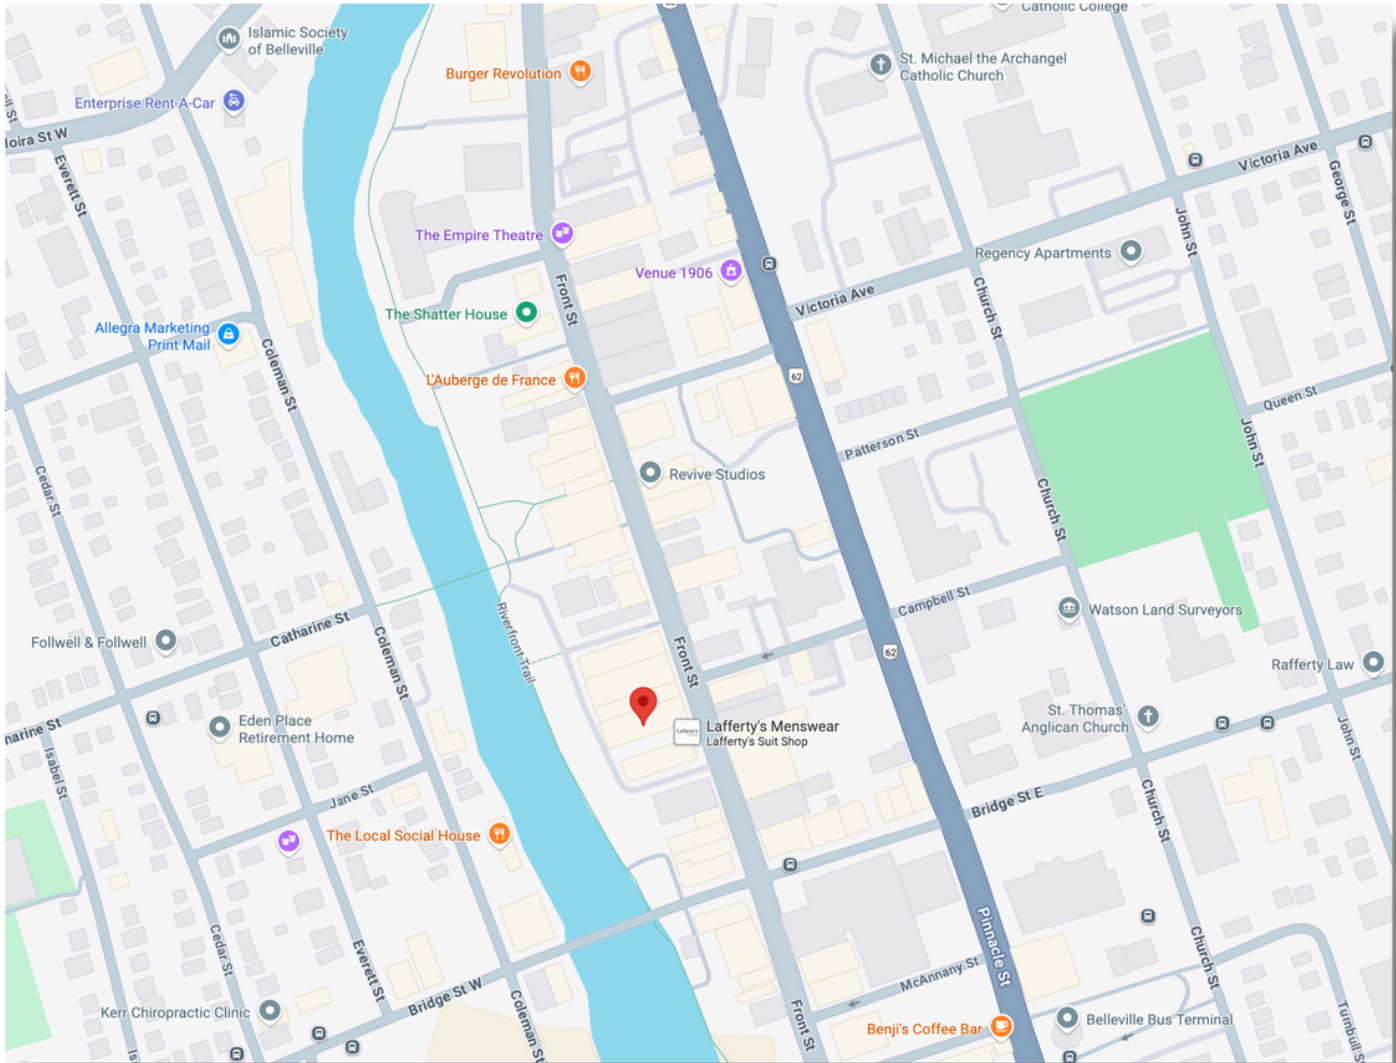 Catholic College
Islamic Society
of Belleville
St. Michael the Archangel
Catholic Church
Burger Revolution
Enterprise Rent-A-Car
Victoria Ave
Everett St
George St
John St
The Empire Theatre
Regency Apartments
Venue 1906
Front St
Victoria Ave
Church St
The Shatter House
Allegra Marketing
Print Mail
Coleman St
L'Auberge de France
62
Queen St
Patterson St
John St
Revive Studios
Cedar St
Church St
Campbell St
Watson Land Surveyors
Riverfront Trail
Catharine St
Follwell & Follwell
Coleman St
Front St
62
Rafferty Law
St. Thomas'
Anglican Church
Eden Place
Retirement Home
Lafferty's Menswear
Lafferty's Suit Shop
John St
Isabel St
Jane St
Bridge St E
Church St
The Local Social House
Pinnacle St
Cedar St
Everett St
Church St
McAnnany St
Bridge St W
Kerr Chiropractic Clinic
Coleman St
Front St
Benji's Coffee Bar
Belleville Bus Terminal
Turnbull S